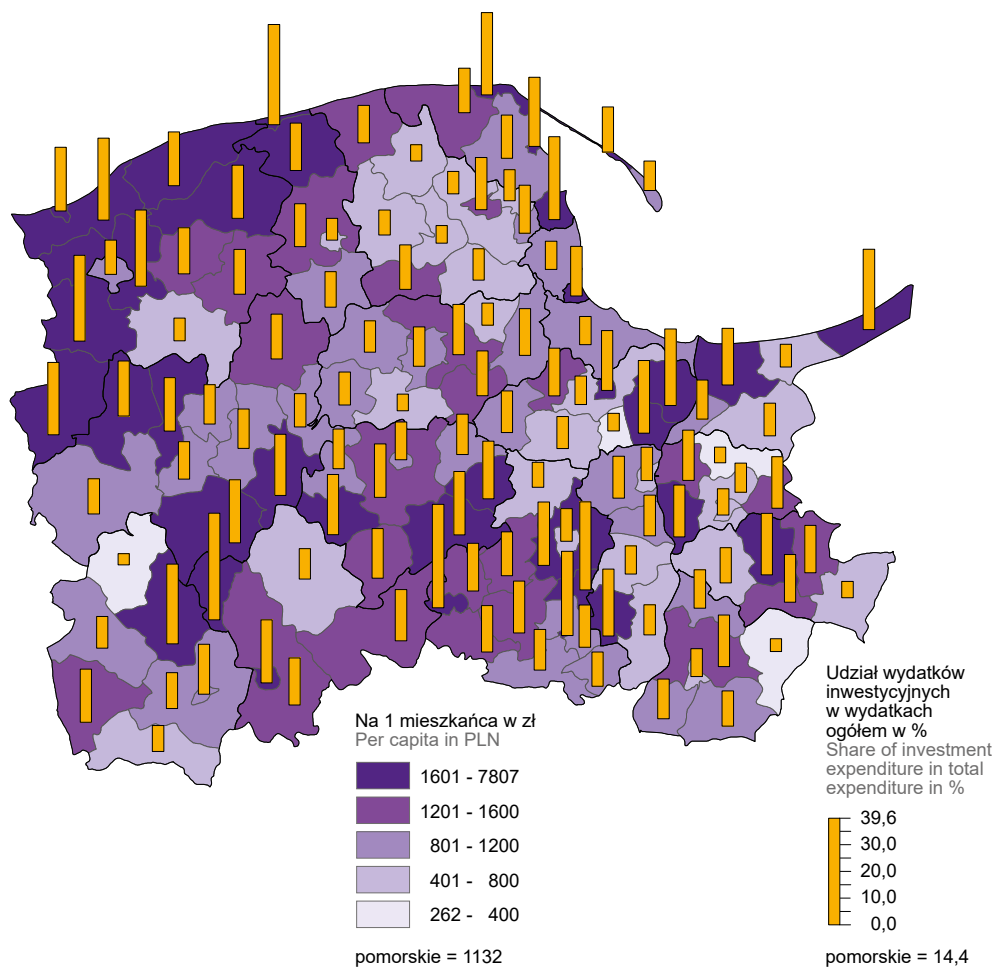 Na 1 mieszkańca w zł
Per capita in PLN
1601 - 7807
1201 - 1600
801 - 1200
401 - 800
262 - 400
pomorskie = 1132
Udział wydatków
inwestycyjnych
w wydatkach
ogółem w %
Share of investment
expenditure in total
expenditure in %
39,6
30,0
20,0
10,0
0,0
pomorskie = 14,4